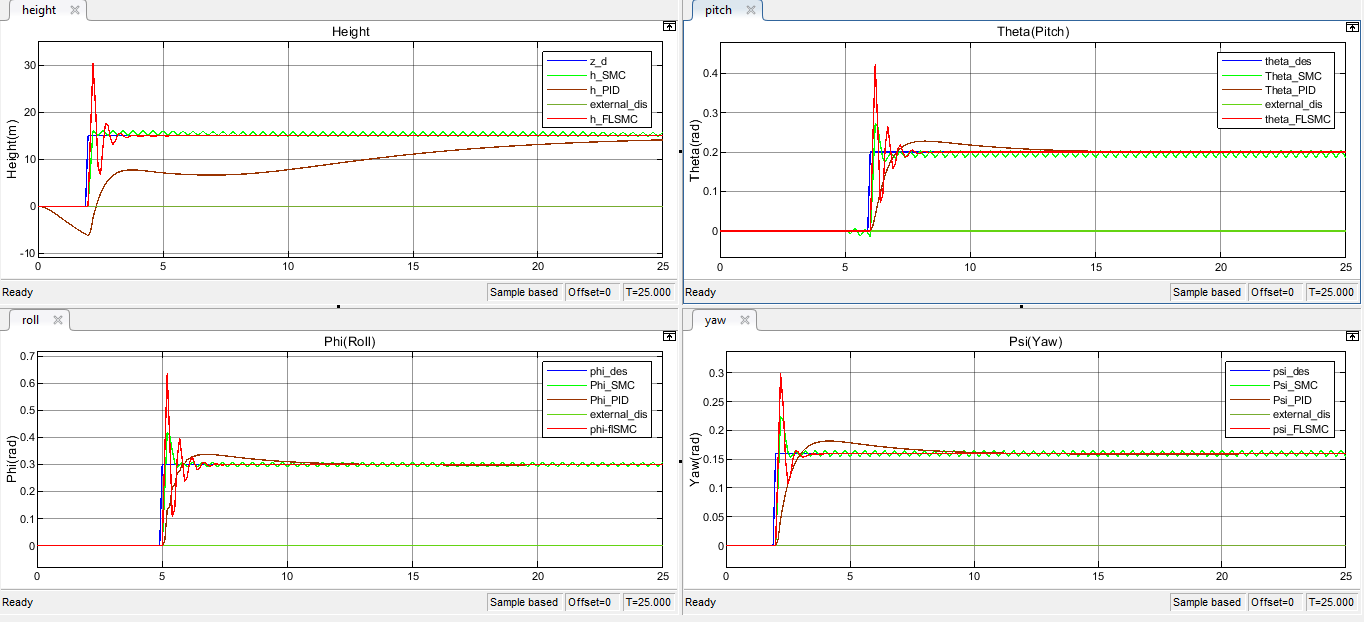 height
Height
30
20
10
0
-10
Height(m)
z_d
h_SMC
h_PID
external_dis
h_FLSMC
0 5 10 15 20 25
Ready Sample based Offset=0 T=25.000
pitch
Theta(Pitch)
0.4
0.3
0.2
0.1
0
Theta(rad)
theta_des
Theta_SMC
Theta_PID
external_dis
theta_FLSMC
0 5 10 15 20 25
Ready Sample based Offset=0 T=25.000
roll
Phi(Roll)
0.7
0.6
0.5
0.4
0.3
0.2
0.1
0
Phi(rad)
phi_des
Phi_SMC
Phi_PID
external_dis
phi-flSMC
0 5 10 15 20 25
Ready Sample based Offset=0 T=25.000
yaw
Psi(Yaw)
0.3
0.25
0.2
0.15
0.1
0.05
0
Yaw(rad)
psi_des
Psi_SMC
Psi_PID
external_dis
psi_FLSMC
0 5 10 15 20 25
Ready Sample based Offset=0 T=25.000